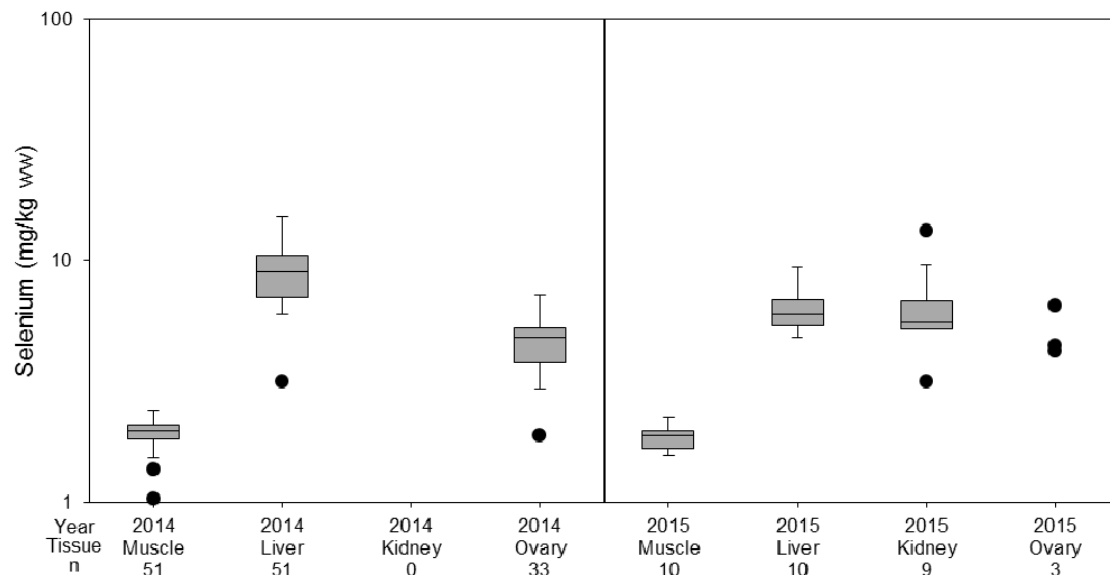 100
10
1
Selenium (mg/kg ww)
Year 2014 2014 2014 2014 2015 2015 2015 2015
Tissue Muscle Liver Kidney Ovary Muscle Liver Kidney Ovary
n 51 51 0 33 10 10 9 3